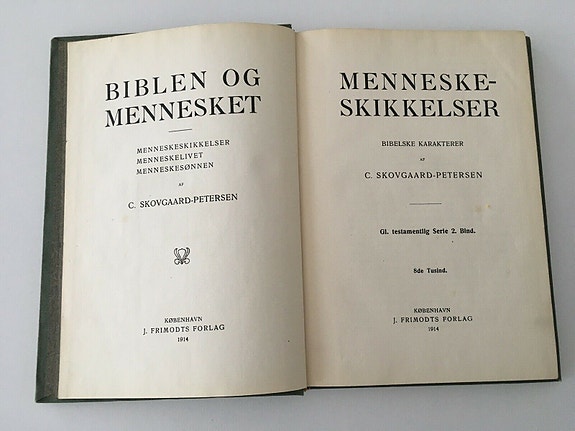 BIBLEN OG
MENNESKET
MENNESKESKIKKELSER
MENNESKELIVET
MENNESKESØNNEN
AF
C. SKOVGAARD-PETERSEN
KØBENHAVN
J. FRIMODTS FORLAG
1914
MENNESKE-
SKIKKELSER
BIBELSKE KARAKTERER
AF
C. SKOVGAARD-PETERSEN
Gl. testamentlig Serie 2. Bind.
8de Tusind.
KØBENHAVN
J. FRIMODTS FORLAG
1914